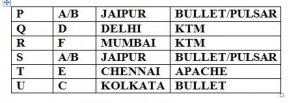 P A/B JAIPUR BULLET/PULSAR
Q D DELHI KTM
R F MUMBAI KTM
S A/B JAIPUR BULLET/PULSAR
T E CHENNAI APACHE
U C KOLKATA BULLET